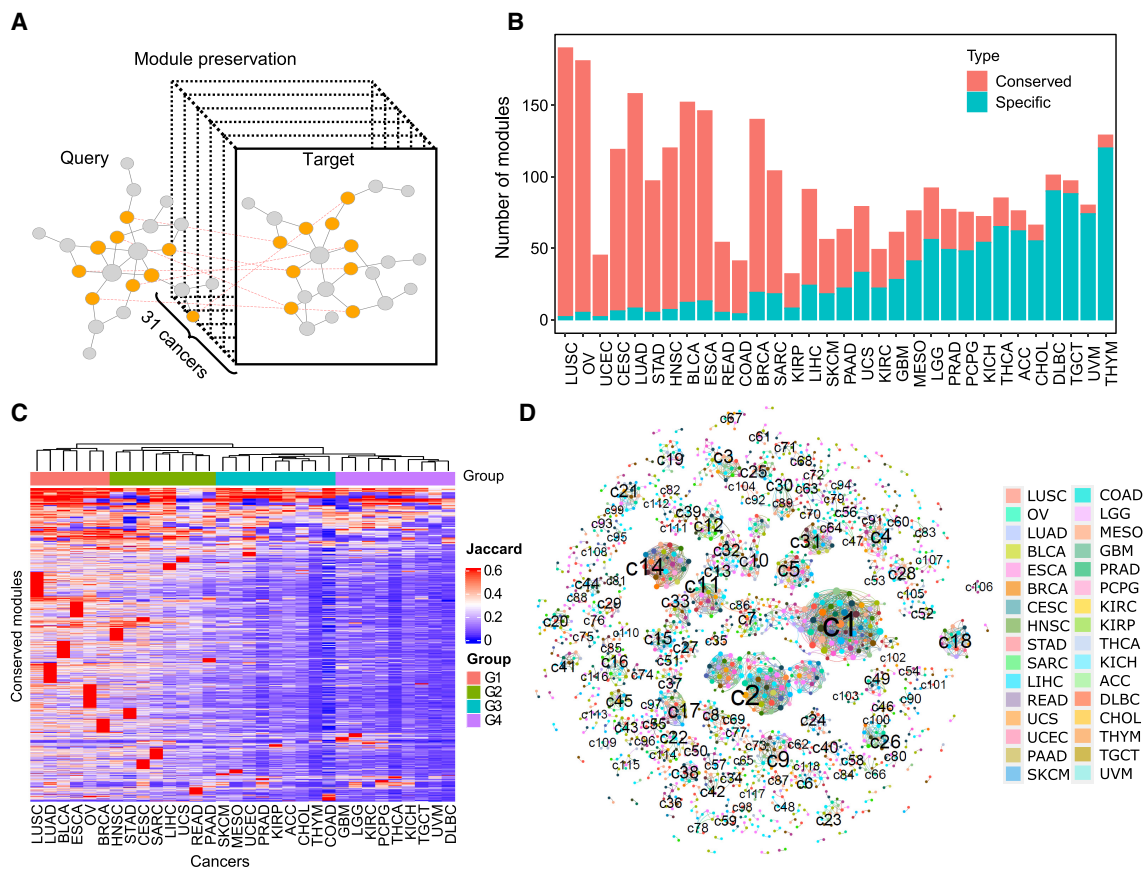 A
Module preservation
Query
Target
31 cancers
B
Number of modules
150
100
50
0
Type
Conserved
Specific
LUSC
OV
UCEC
CESC
LUAD
STAD
HNSC
BLCA
ESCA
READ
COAD
BRCA
SARC
KIRP
LIHC
SKCM
PAAD
UCS
KIRC
GBM
MESO
LGG
PRAD
PCPG
KICH
THCA
ACC
CHOL
DLBC
TGCT
UVM
THYM
C
Group
Conserved modules
Jaccard
0.6
0.4
0.2
0
Group
G1
G2
G3
G4
LUSC
LUAD
BLCA
ESCA
OV
BRCA
HNSC
STAD
CESC
SARC
LIHC
UCS
READ
PAAD
SKCM
MESO
UCEC
PRAD
KIRP
ACC
CHOL
THYM
COAD
GBM
LGG
KIRC
PCPG
THCA
KICH
TGCT
UVM
DLBC
Cancers
D
c67
c61
c71
c19
c3
c25
c68
c72
c104
c30
c63
c94
c21
c82
c112
c92
c89
c79
c99
c39
c70
c56
c93
c111
c12
c64
c91
c60
c83
c95
c31
c47
c4
c108
c32
c10
c107
c14
c13
c5
c28
c44
c81
c11
c53
c106
c88
c29
c33
c86
c105
c52
c20
c76
c7
c1
c75
c110
c15
c35
c18
c85
c27
c41
c16
c51
c102
c116
c74
c37
c2
c49
c54
c101
c45
c97
c103
c46
c90
c113
c17
c8
c69
c24
c100
c43
c55
c77
c109
c96
c22
c73
c62
c40
c26
c114
c50
c65
c9
c118
c58
c80
c115
c38
c57
c34
c87
c6
c84
c66
c42
c117
c36
c98
c48
c78
c59
c23
LUSC
OV
LUAD
BLCA
ESCA
BRCA
CESC
HNSC
STAD
SARC
LIHC
READ
UCS
UCEC
PAAD
SKCM
COAD
LGG
MESO
GBM
PRAD
PCPG
KIRC
KIRP
THCA
KICH
ACC
DLBC
CHOL
THYM
TGCT
UVM